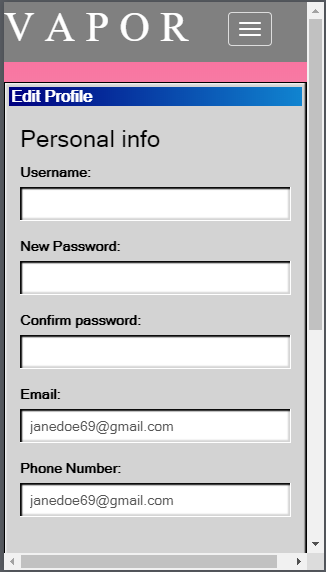 VAPOR
Edit Profile
Personal info
Username:
New Password:
Confirm password:
Email:
janedoe69@gmail.com
Phone Number:
janedoe69@gmail.com